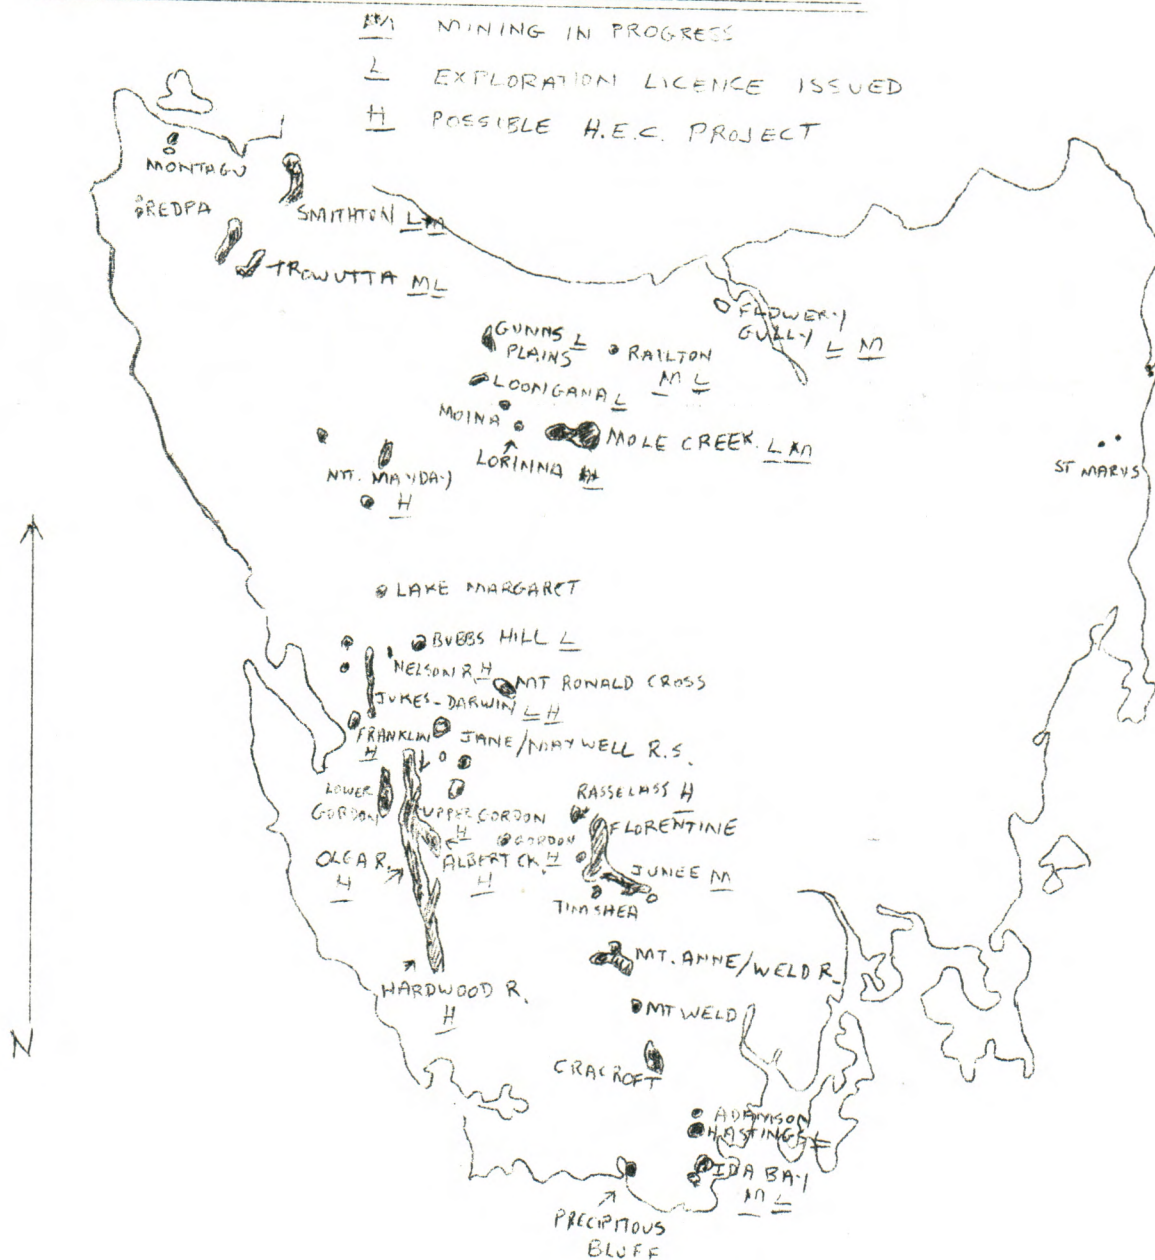 M MINING IN PROGRESS
L EXPLORATION LICENCE ISSUED
H POSSIBLE H.E.C. PROJECT
MONTAGU
REDPA
SMITHTON L M
TROWUTTA M L
FLOWERY
GULLY L M
GUNNS L
PLAINS
RAILTON
M L
LOONGANA L
MOINA
MOLE CREEK L M
LORINNA
ST MARYS
MT. MAYDAY
H
LAKE MARGARET
BUBBS HILL L
NELSON R. H
MT RONALD CROSS
JUKES-DARWIN L H
FRANKLIN
H
JANE/MAXWELL R.S.
LOWER
GORDON
UPPER GORDON
H
RASSELASS H
GORDON
H
FLORENTINE
OLGA R.
H
ALBERT CK.
H
JUNEE M
TIM SHEA
MT. ANNE/WELD R.
HARDWOOD R.
H
MT WELD
CRACROFT
ADAMSON
HASTINGS L
IDA BAY
M L
PRECIPITOUS
BLUFF
N